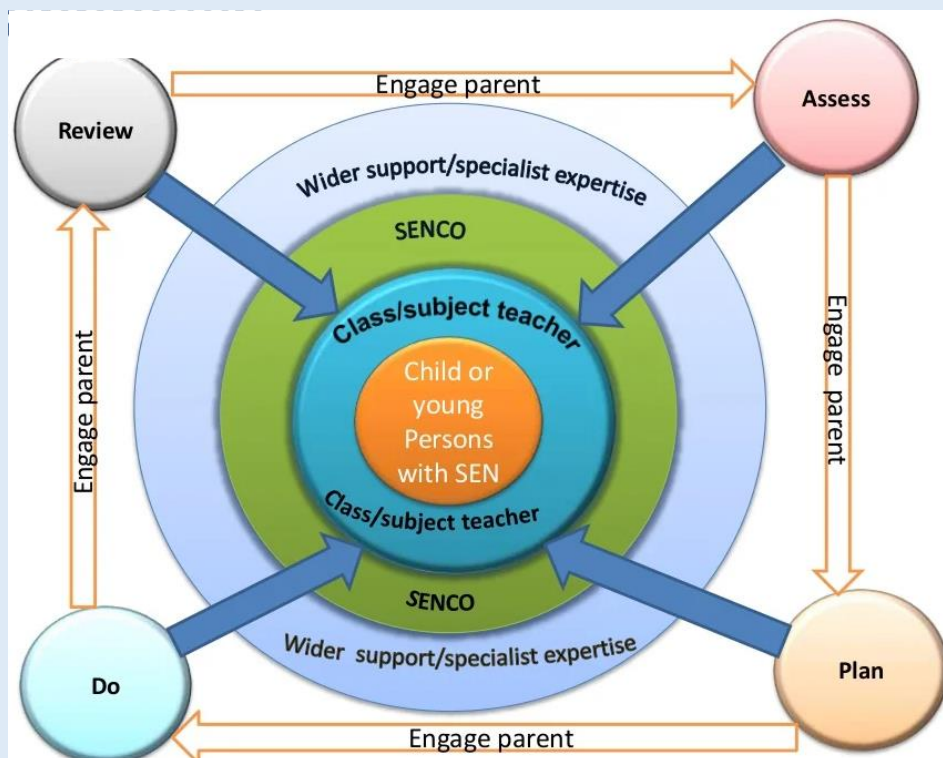 Engage parent
Review
Assess
Wider support/specialist expertise
SENCO
Class/subject teacher
Child or
young
Persons
with SEN
Class/subject teacher
SENCO
Wider support/specialist expertise
Engage parent
Engage parent
Do
Plan
Engage parent